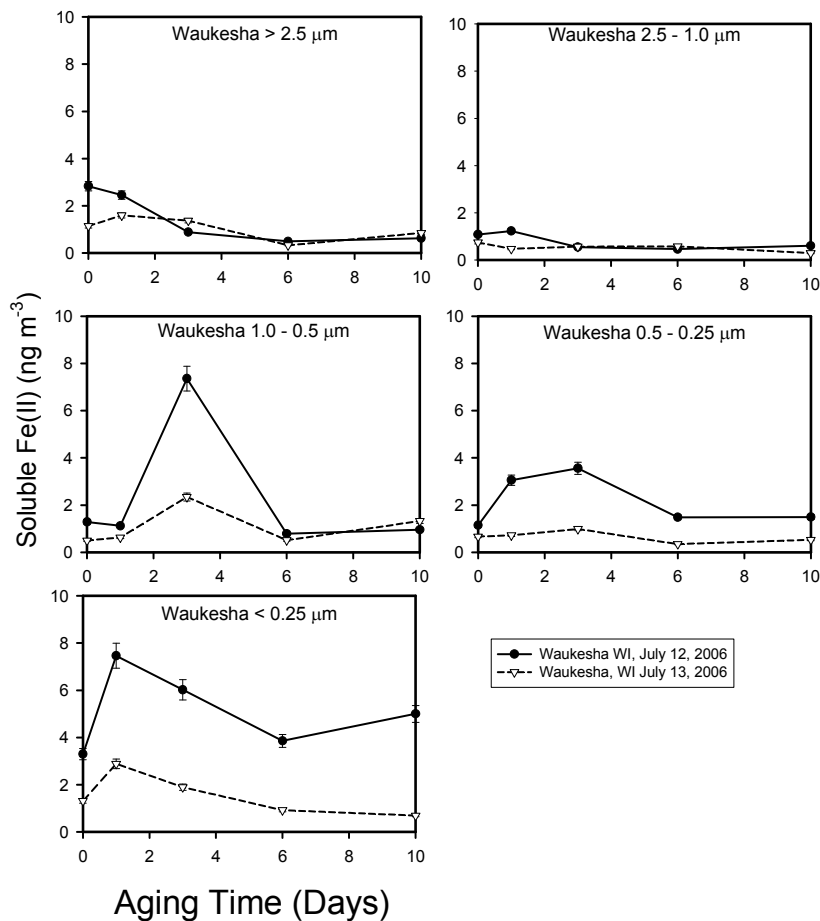 Waukesha > 2.5 μm
10
8
6
4
2
0
0 2 4 6 8 10
Waukesha 2.5 - 1.0 μm
10
8
6
4
2
0
0 2 4 6 8 10
Soluble Fe(II) (ng m-3)
Waukesha 1.0 - 0.5 μm
10
8
6
4
2
0
0 2 4 6 8 10
Waukesha 0.5 - 0.25 μm
10
8
6
4
2
0
0 2 4 6 8 10
Waukesha < 0.25 μm
10
8
6
4
2
0
0 2 4 6 8 10
Waukesha WI, July 12, 2006
Waukesha, WI July 13, 2006
Aging Time (Days)